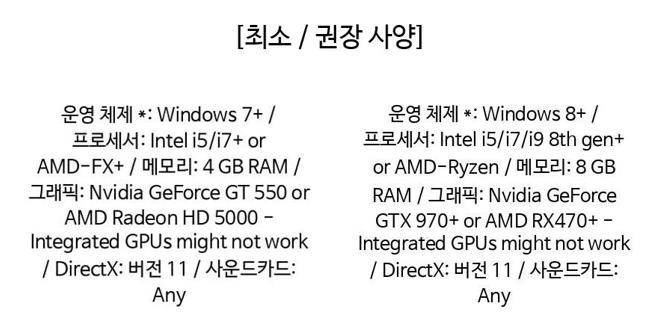 [최소 / 권장 사양]
운영 체제 *: Windows 7+ /
프로세서: Intel i5/i7+ or
AMD-FX+ / 메모리: 4 GB RAM /
그래픽: Nvidia GeForce GT 550 or
AMD Radeon HD 5000 -
Integrated GPUs might not work
/ DirectX: 버전 11 / 사운드카드:
Any
운영 체제 *: Windows 8+ /
프로세서: Intel i5/i7/i9 8th gen+
or AMD-Ryzen / 메모리: 8 GB
RAM / 그래픽: Nvidia GeForce
GTX 970+ or AMD RX470+ -
Integrated GPUs might not work
/ DirectX: 버전 11 / 사운드카드:
Any